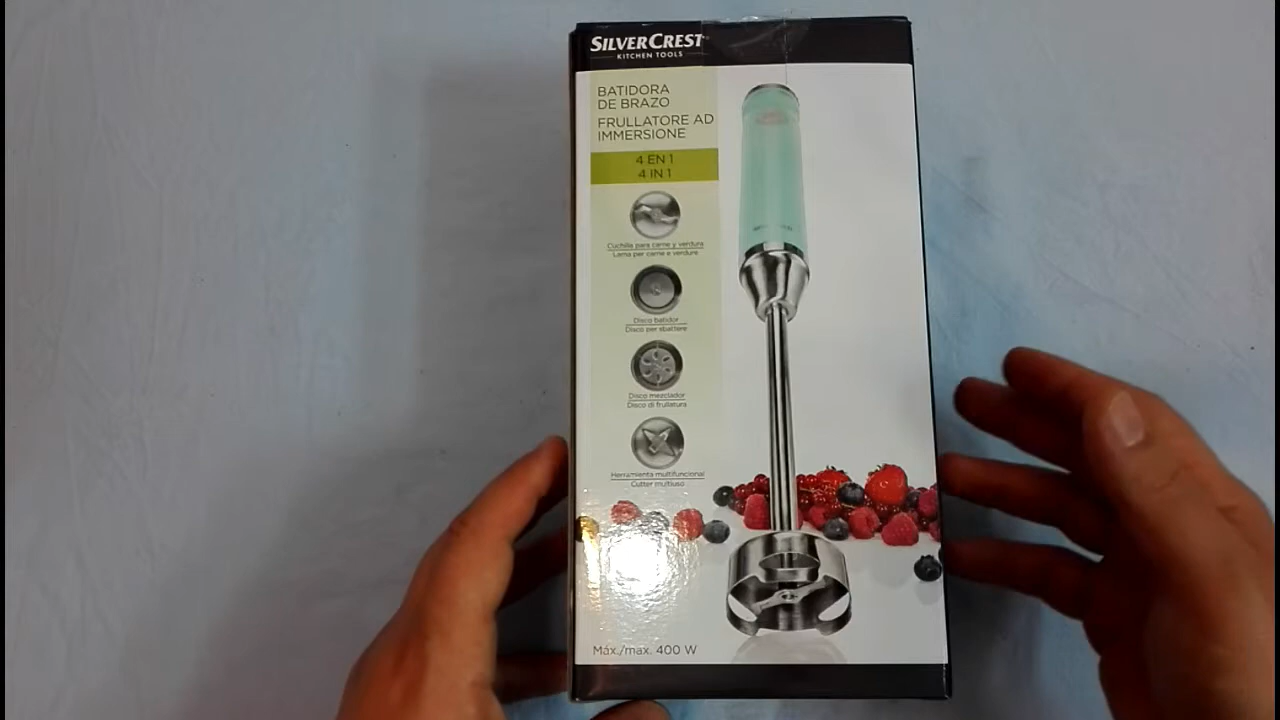 SILVERCREST
KITCHEN TOOLS
BATIDORA
DE BRAZO
FRULLATORE AD
IMMERSIONE
4 EN 1
4 IN 1
Cuchilla para carne y verdura
Lama per carne e verdure
Disco batidor
Disco per sbattere
Disco mezclador
Disco di frullatura
Herramienta multifuncional
Cutter multiuso
Máx./max. 400 W